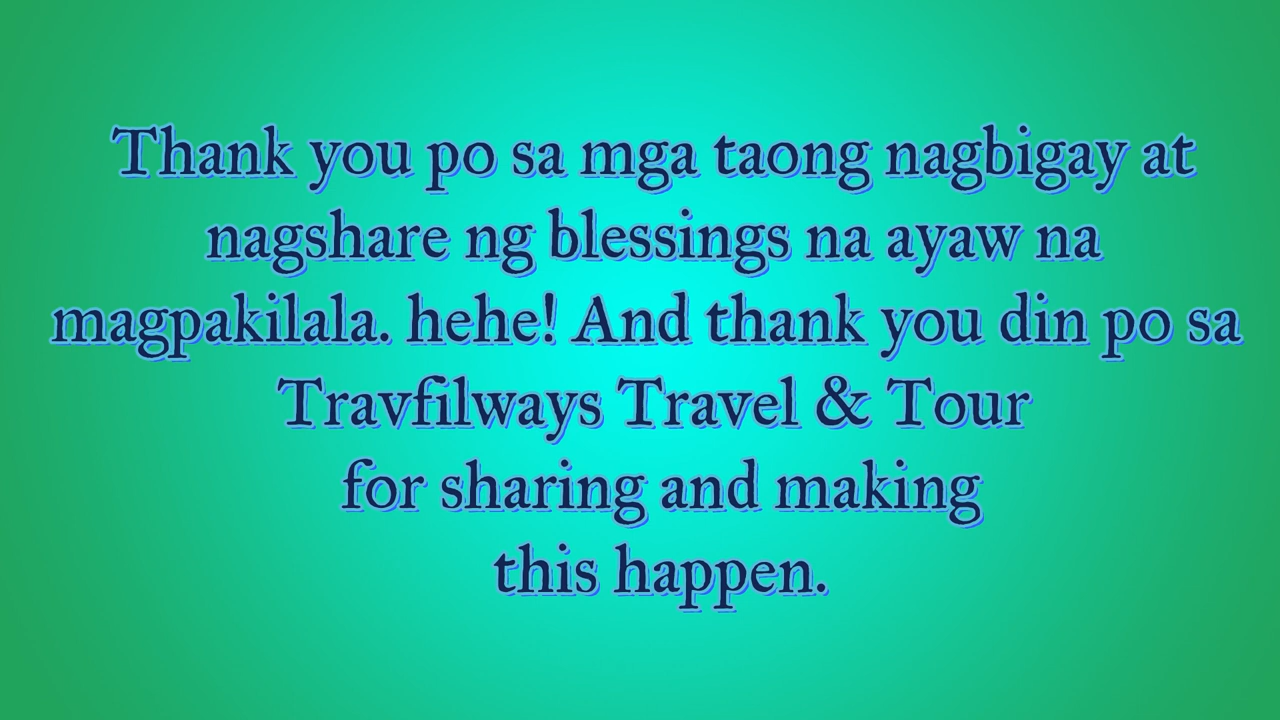 Thank you po sa mga taong nagbigay at
nagshare ng blessings na ayaw na
magpakilala. hehe! And thank you din po sa
Travfilways Travel & Tour
for sharing and making
this happen.